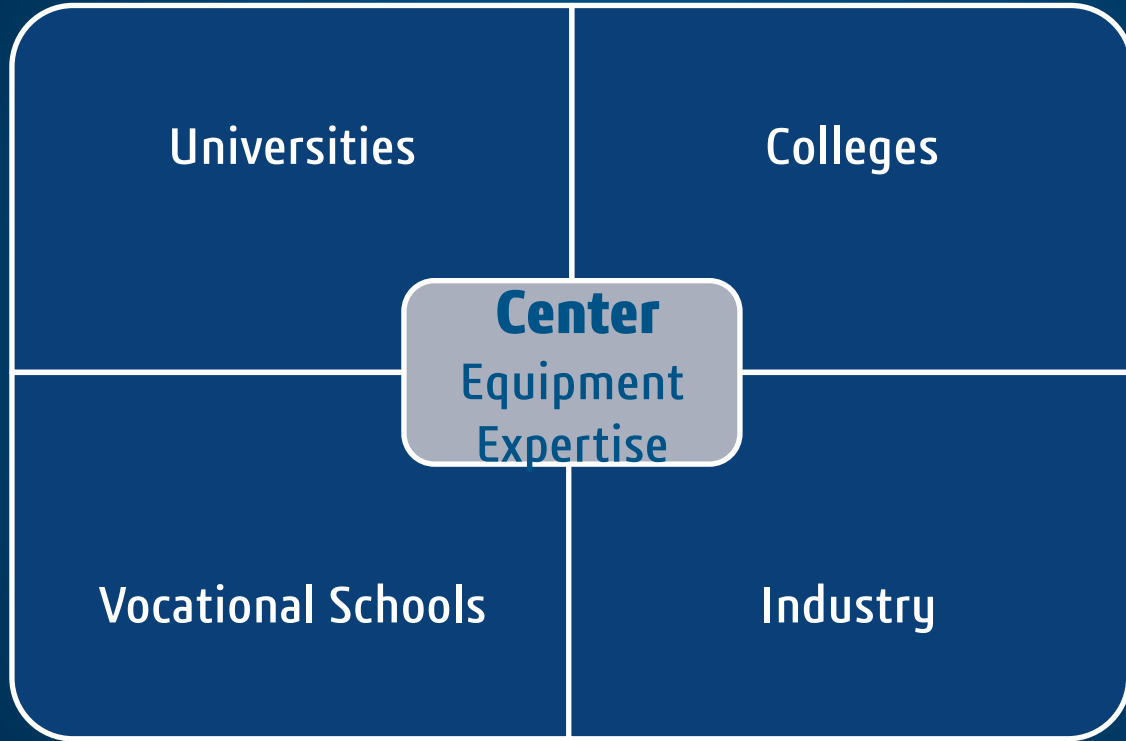 Universities
Colleges
Center
Equipment
Expertise
Vocational Schools
Industry